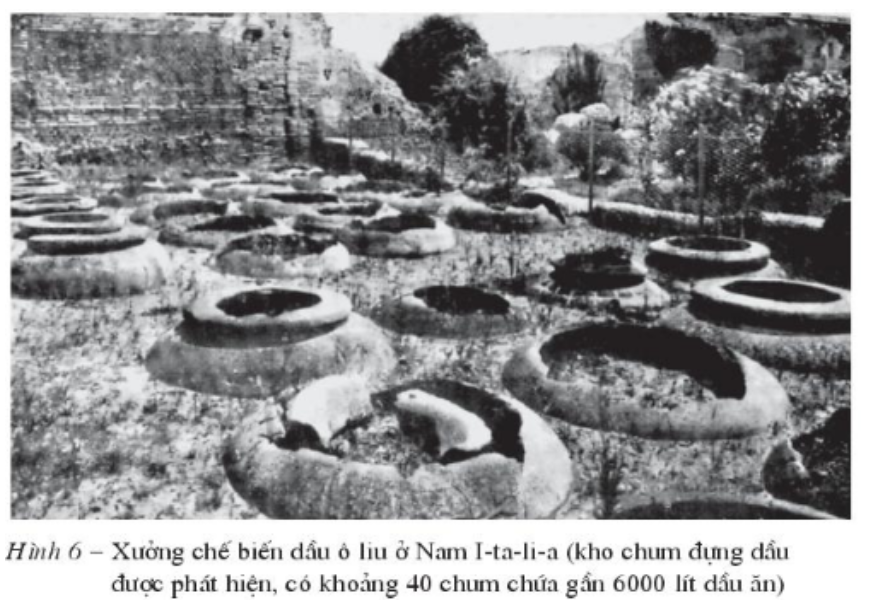 Hình 6 – Xưởng chế biến dầu ô liu ở Nam I-ta-li-a (kho chum đựng dầu
được phát hiện, có khoảng 40 chum chứa gần 6000 lít dầu ăn)